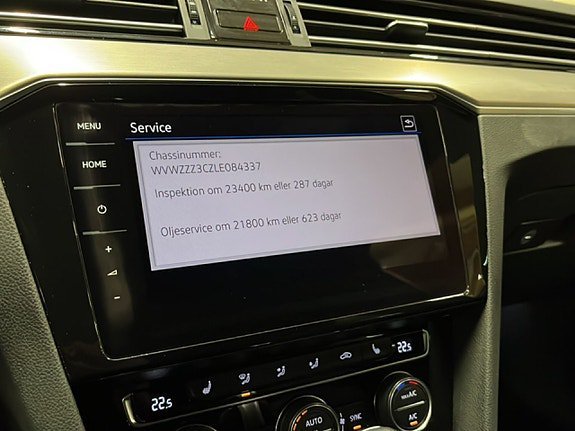 MENU
Service
HOME
Chassinummer:
WVWZZZ3CZLE084337
Inspektion om 23400 km eller 287 dagar
Oljeservice om 21800 km eller 623 dagar
+
-
22.5
22.5
AUTO
SYNC
MAX A/C
A/C